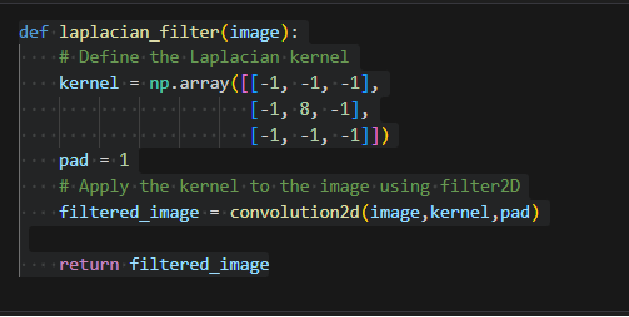 def laplacian_filter(image):
    # Define the Laplacian kernel
    kernel = np.array([[-1, -1, -1],
                       [-1, 8, -1],
                       [-1, -1, -1]])
    pad = 1
    # Apply the kernel to the image using filter2D
    filtered_image = convolution2d(image,kernel,pad)
    return filtered_image